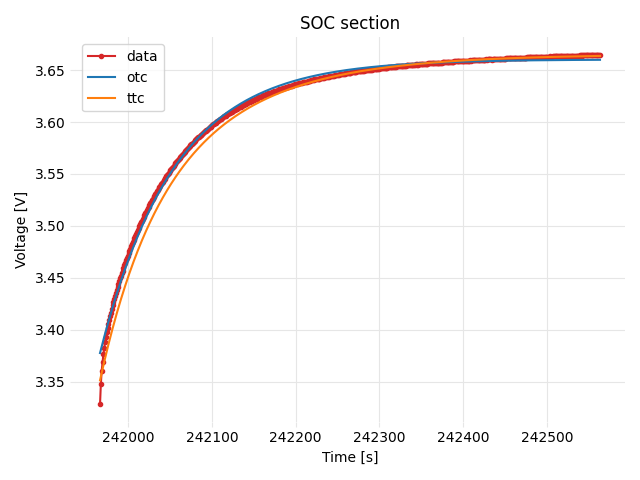 SOC section
data
otc
ttc
3.65
3.60
3.55
3.50
3.45
3.40
3.35
Voltage [V]
242000 242100 242200 242300 242400 242500
Time [s]